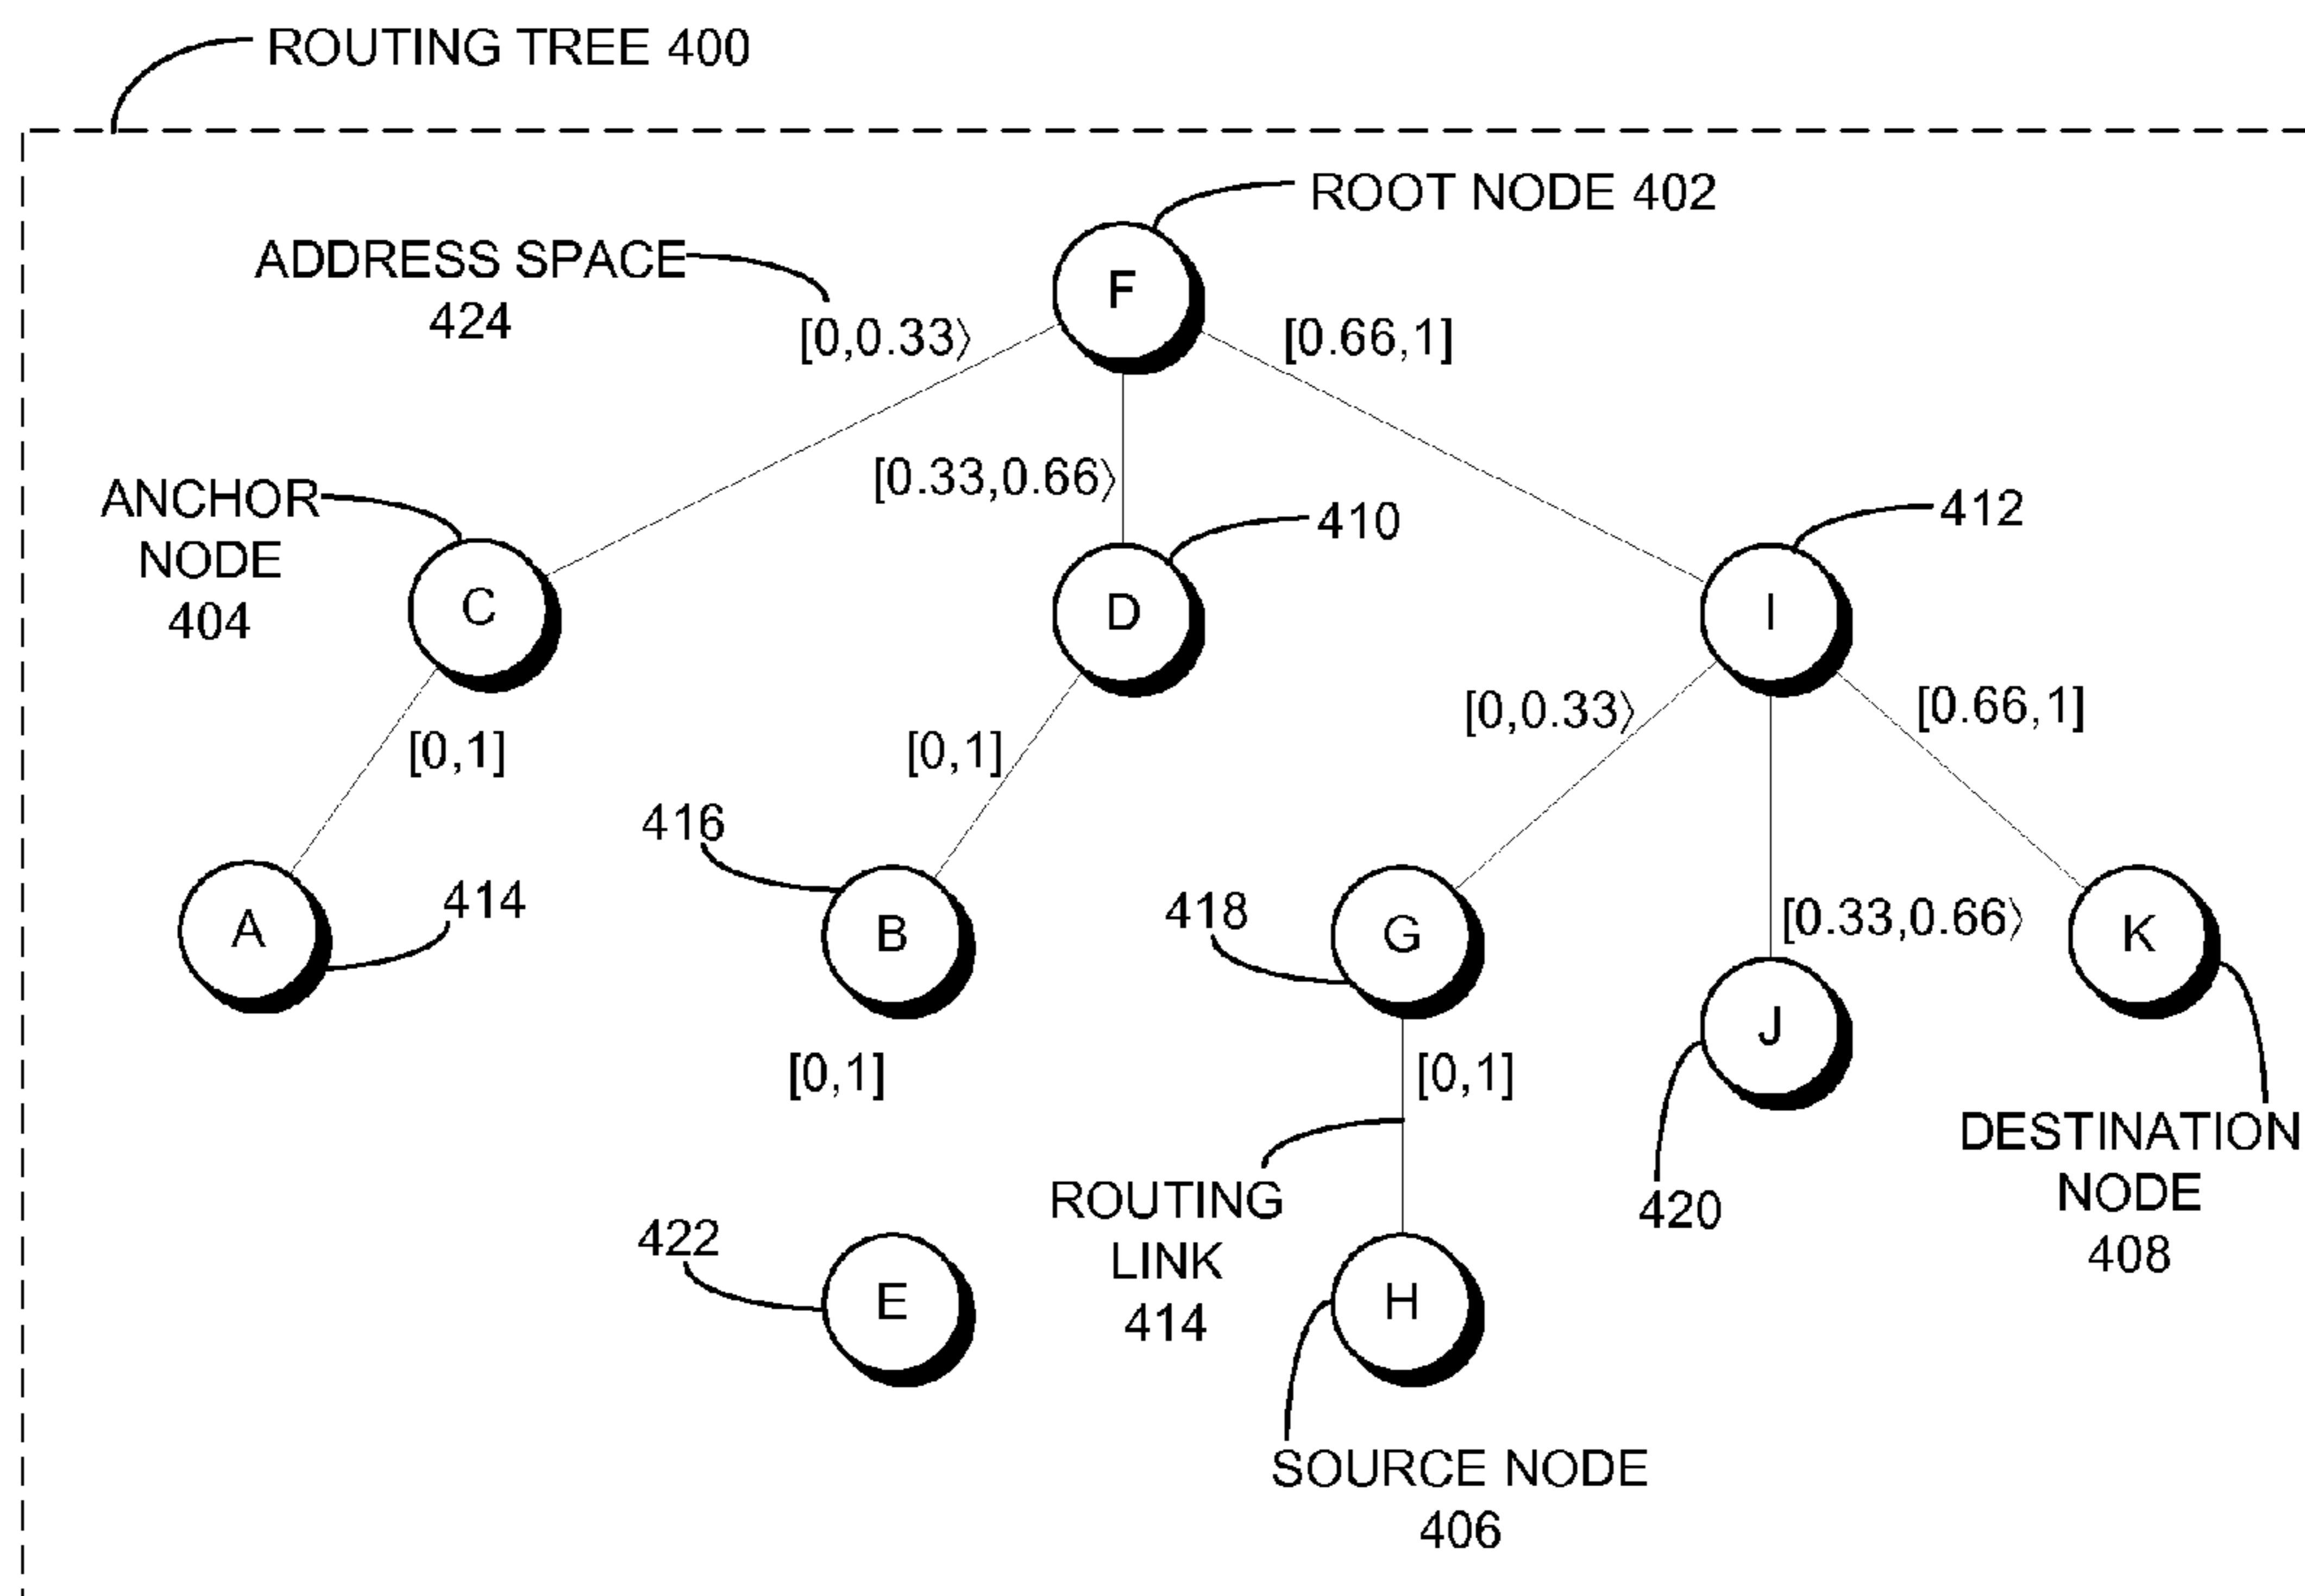 ROUTING TREE 400
ROOT NODE 402
ADDRESS SPACE
424
F
[0,0.33⟩
[0.66,1]
[0.33,0.66⟩
ANCHOR
NODE
404
410
412
C
D
I
[0,1]
[0,1]
[0,0.33⟩
[0.66,1]
416
414
418
[0.33,0.66⟩
A
B
G
K
J
[0,1]
[0,1]
DESTINATION
NODE
408
ROUTING
LINK
414
420
422
E
H
SOURCE NODE
406